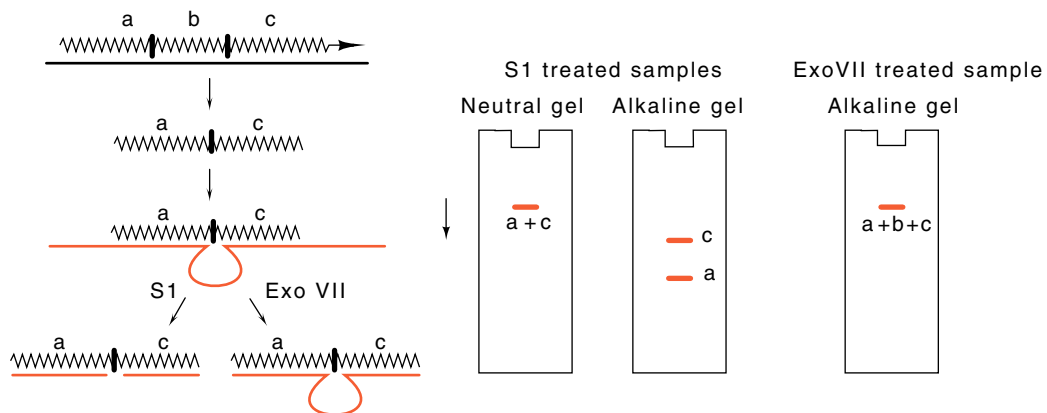 a b c
a c
a c
S1 Exo VII
a c
a c
S1 treated samples
Neutral gel Alkaline gel
a + c
c
a
ExoVII treated sample
Alkaline gel
a+b+c